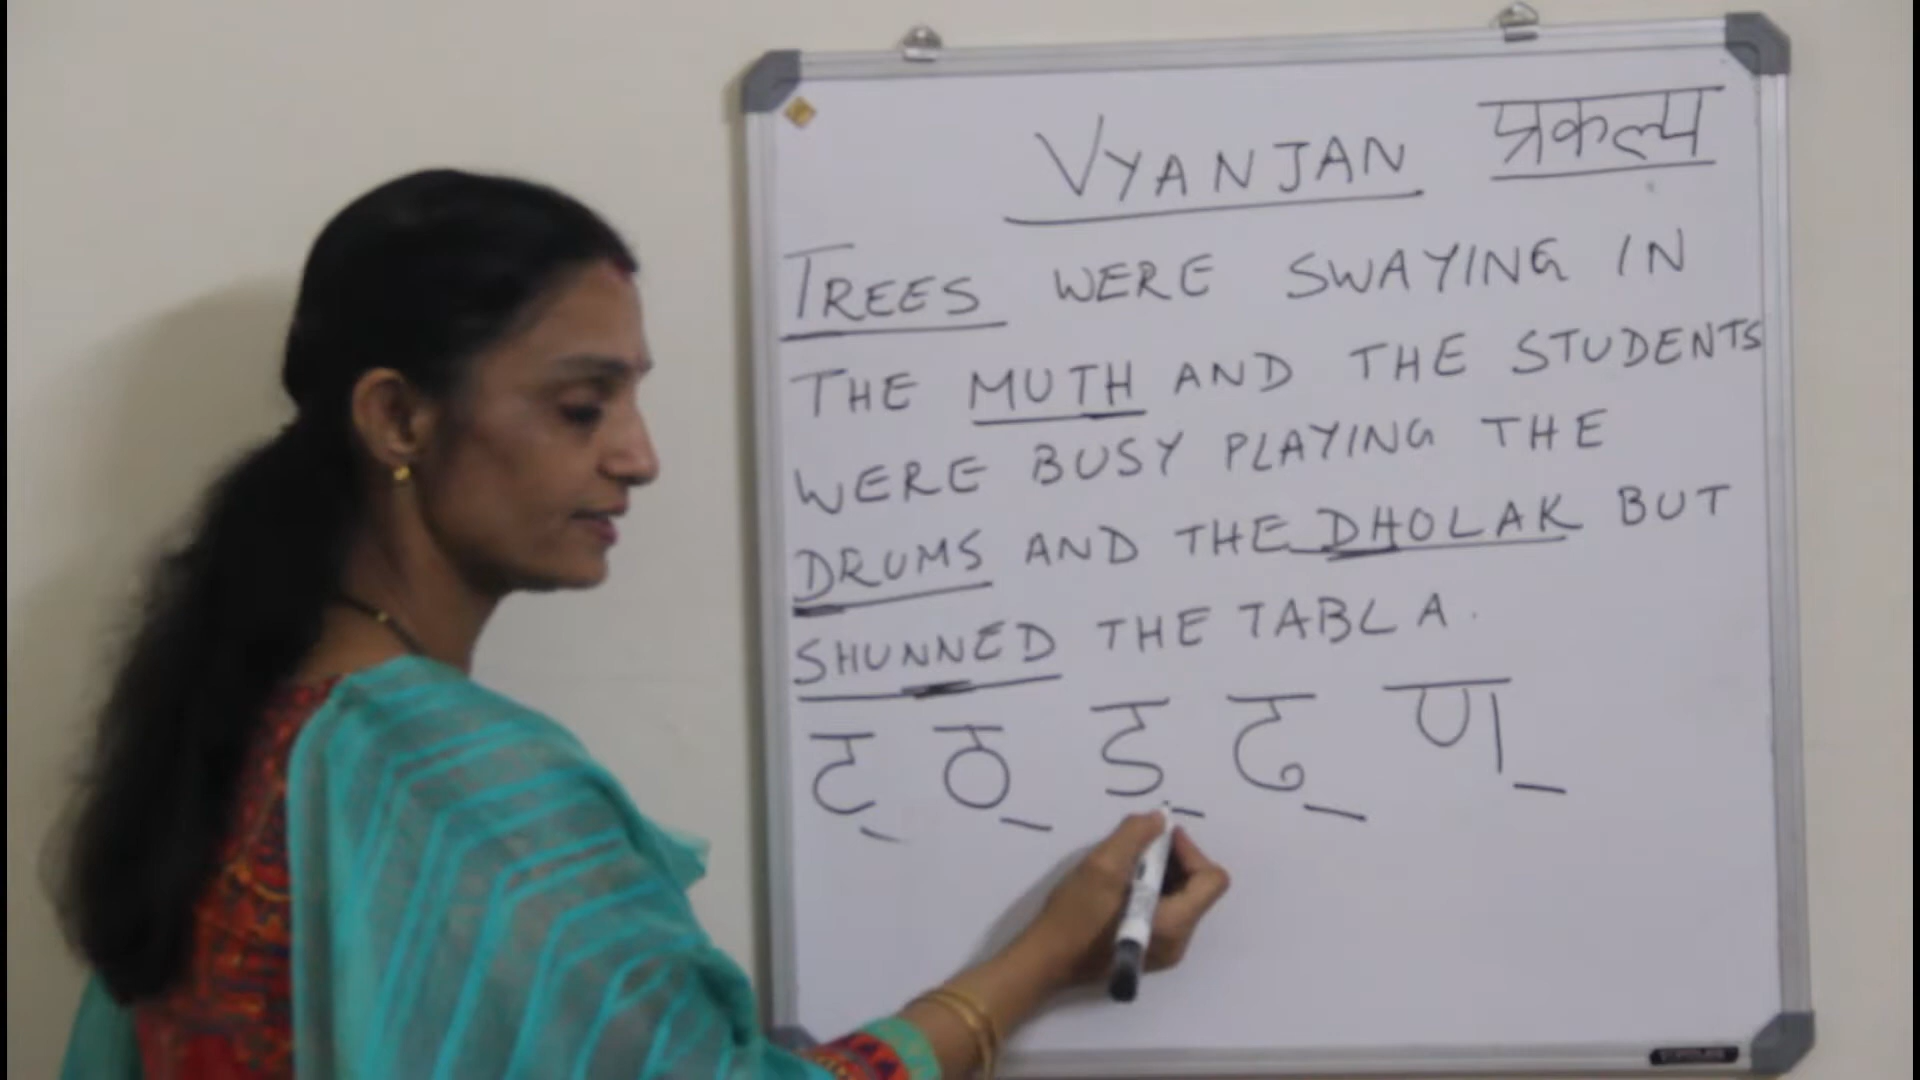 VYANJAN प्रकल्प
TREES WERE SWAYING IN
THE MUTH AND THE STUDENTS
WERE BUSY PLAYING THE
DRUMS AND THE DHOLAK BUT
SHUNNED THE TABLA.
ट् ठ् ड् ढ् ण्